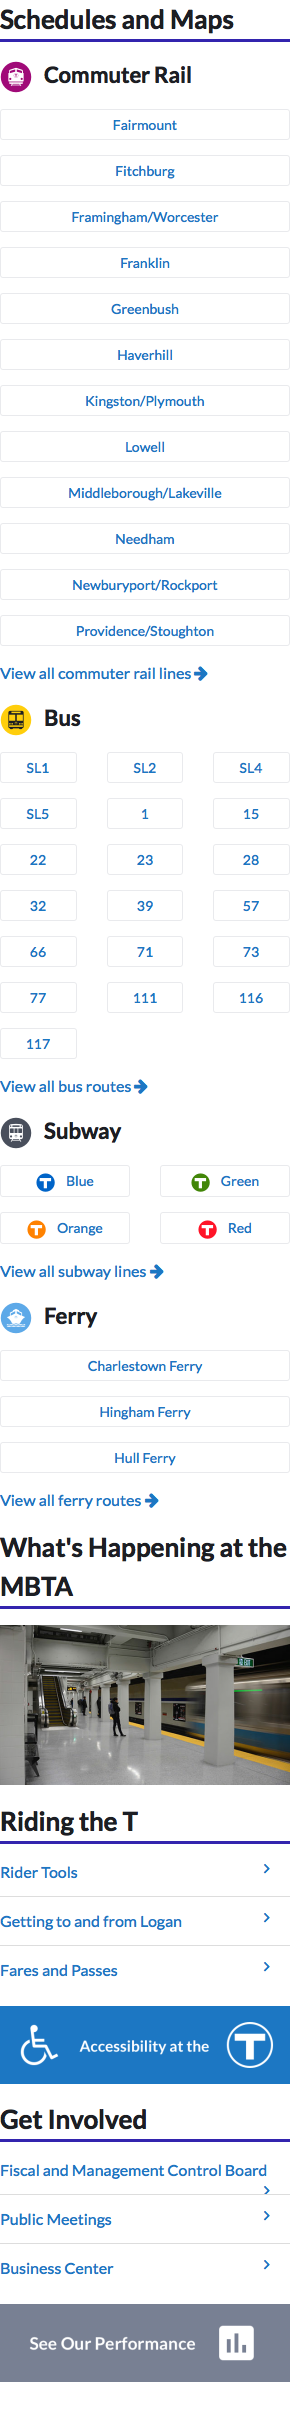 Schedules and Maps
Commuter Rail
Fairmount
Fitchburg
Framingham/Worcester
Franklin
Greenbush
Haverhill
Kingston/Plymouth
Lowell
Middleborough/Lakeville
Needham
Newburyport/Rockport
Providence/Stoughton
View all commuter rail lines
Bus
SL1 SL2 SL4
SL5 1 15
22 23 28
32 39 57
66 71 73
77 111 116
117
View all bus routes
Subway
T Blue T Green
T Orange T Red
View all subway lines
Ferry
Charlestown Ferry
Hingham Ferry
Hull Ferry
View all ferry routes
What's Happening at the
MBTA
Riding the T
Rider Tools
Getting to and from Logan
Fares and Passes
Accessibility at the T
Get Involved
Fiscal and Management Control Board
Public Meetings
Business Center
See Our Performance